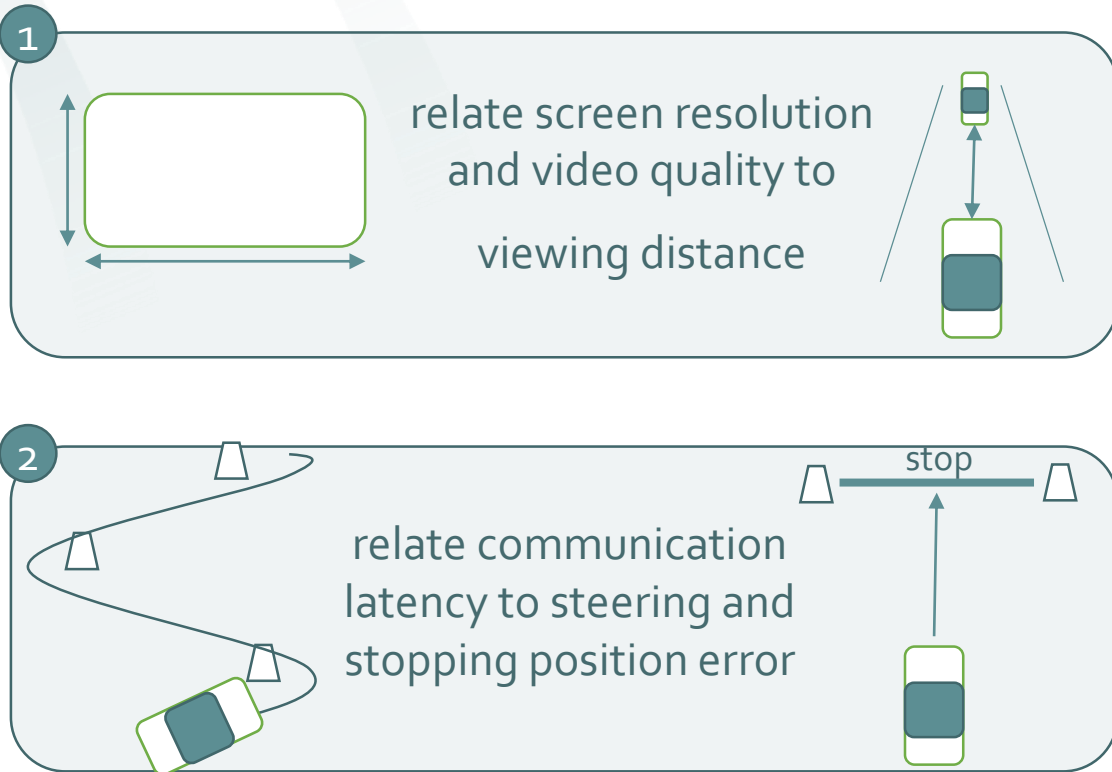 1
relate screen resolution
and video quality to
viewing distance
2
stop
relate communication
latency to steering and
stopping position error